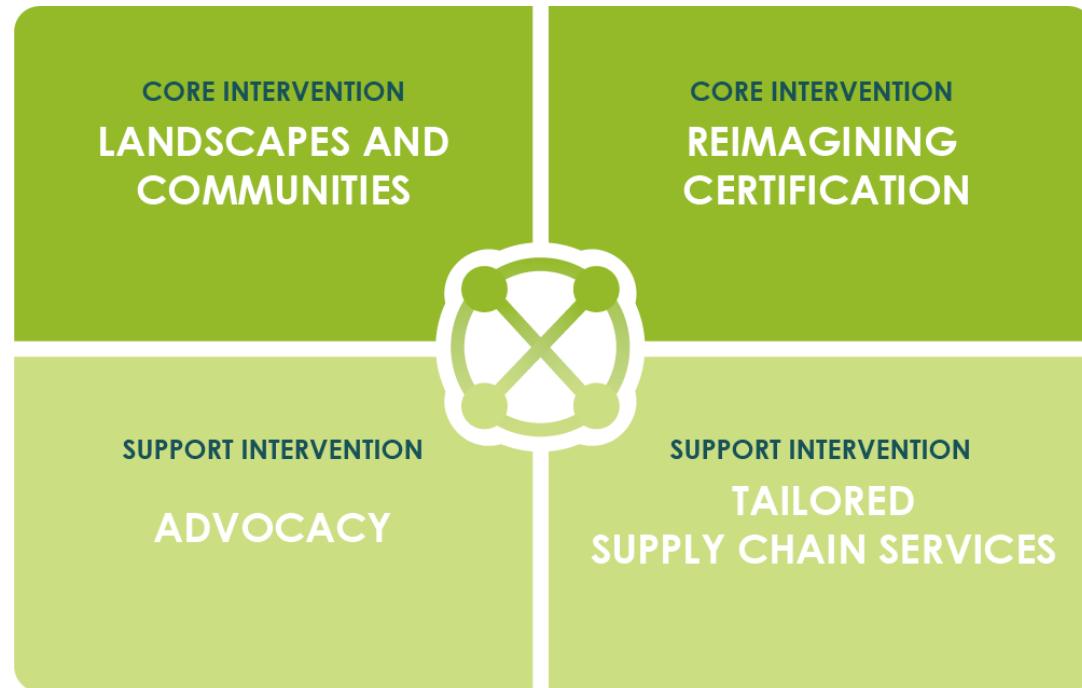 CORE INTERVENTION
LANDSCAPES AND
COMMUNITIES
CORE INTERVENTION
REIMAGINING
CERTIFICATION
SUPPORT INTERVENTION
ADVOCACY
SUPPORT INTERVENTION
TAILORED
SUPPLY CHAIN SERVICES